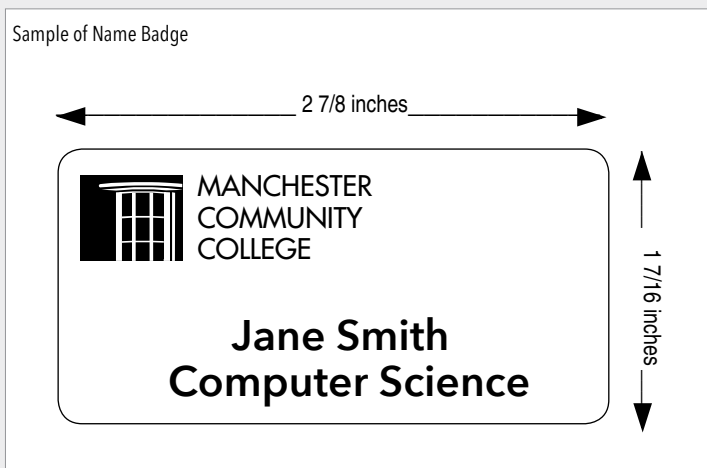 Sample of Name Badge
2 7/8 inches
MANCHESTER
COMMUNITY
COLLEGE
1 7/16 inches
Jane Smith
Computer Science